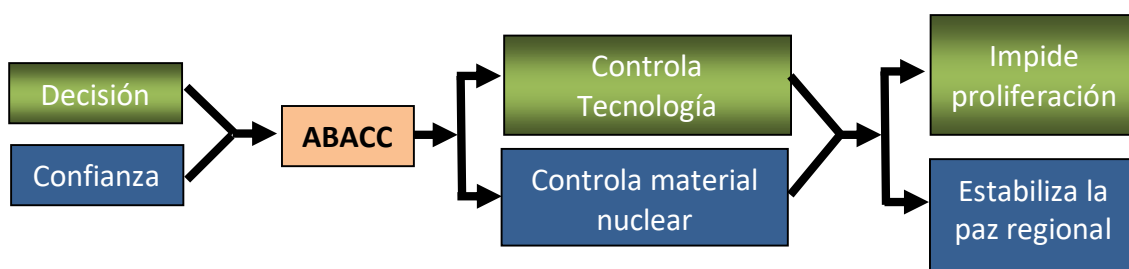 Decisión
Confianza
ABACC
Controla
Tecnología
Controla material
nuclear
Impide
proliferación
Estabiliza la
paz regional